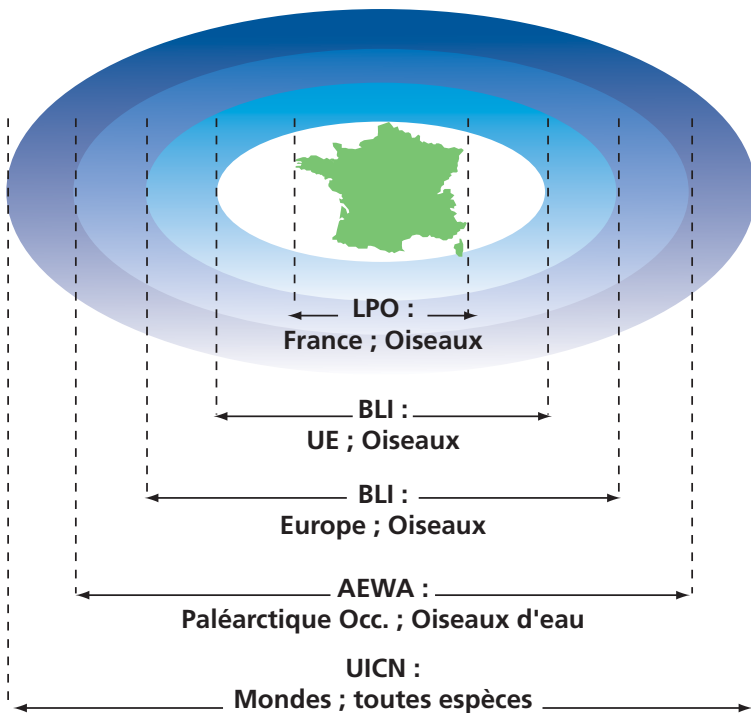 LPO :
France ; Oiseaux
BLI :
UE ; Oiseaux
BLI :
Europe ; Oiseaux
AEWA :
Paléarctique Occ. ; Oiseaux d'eau
UICN :
Mondes ; toutes espèces